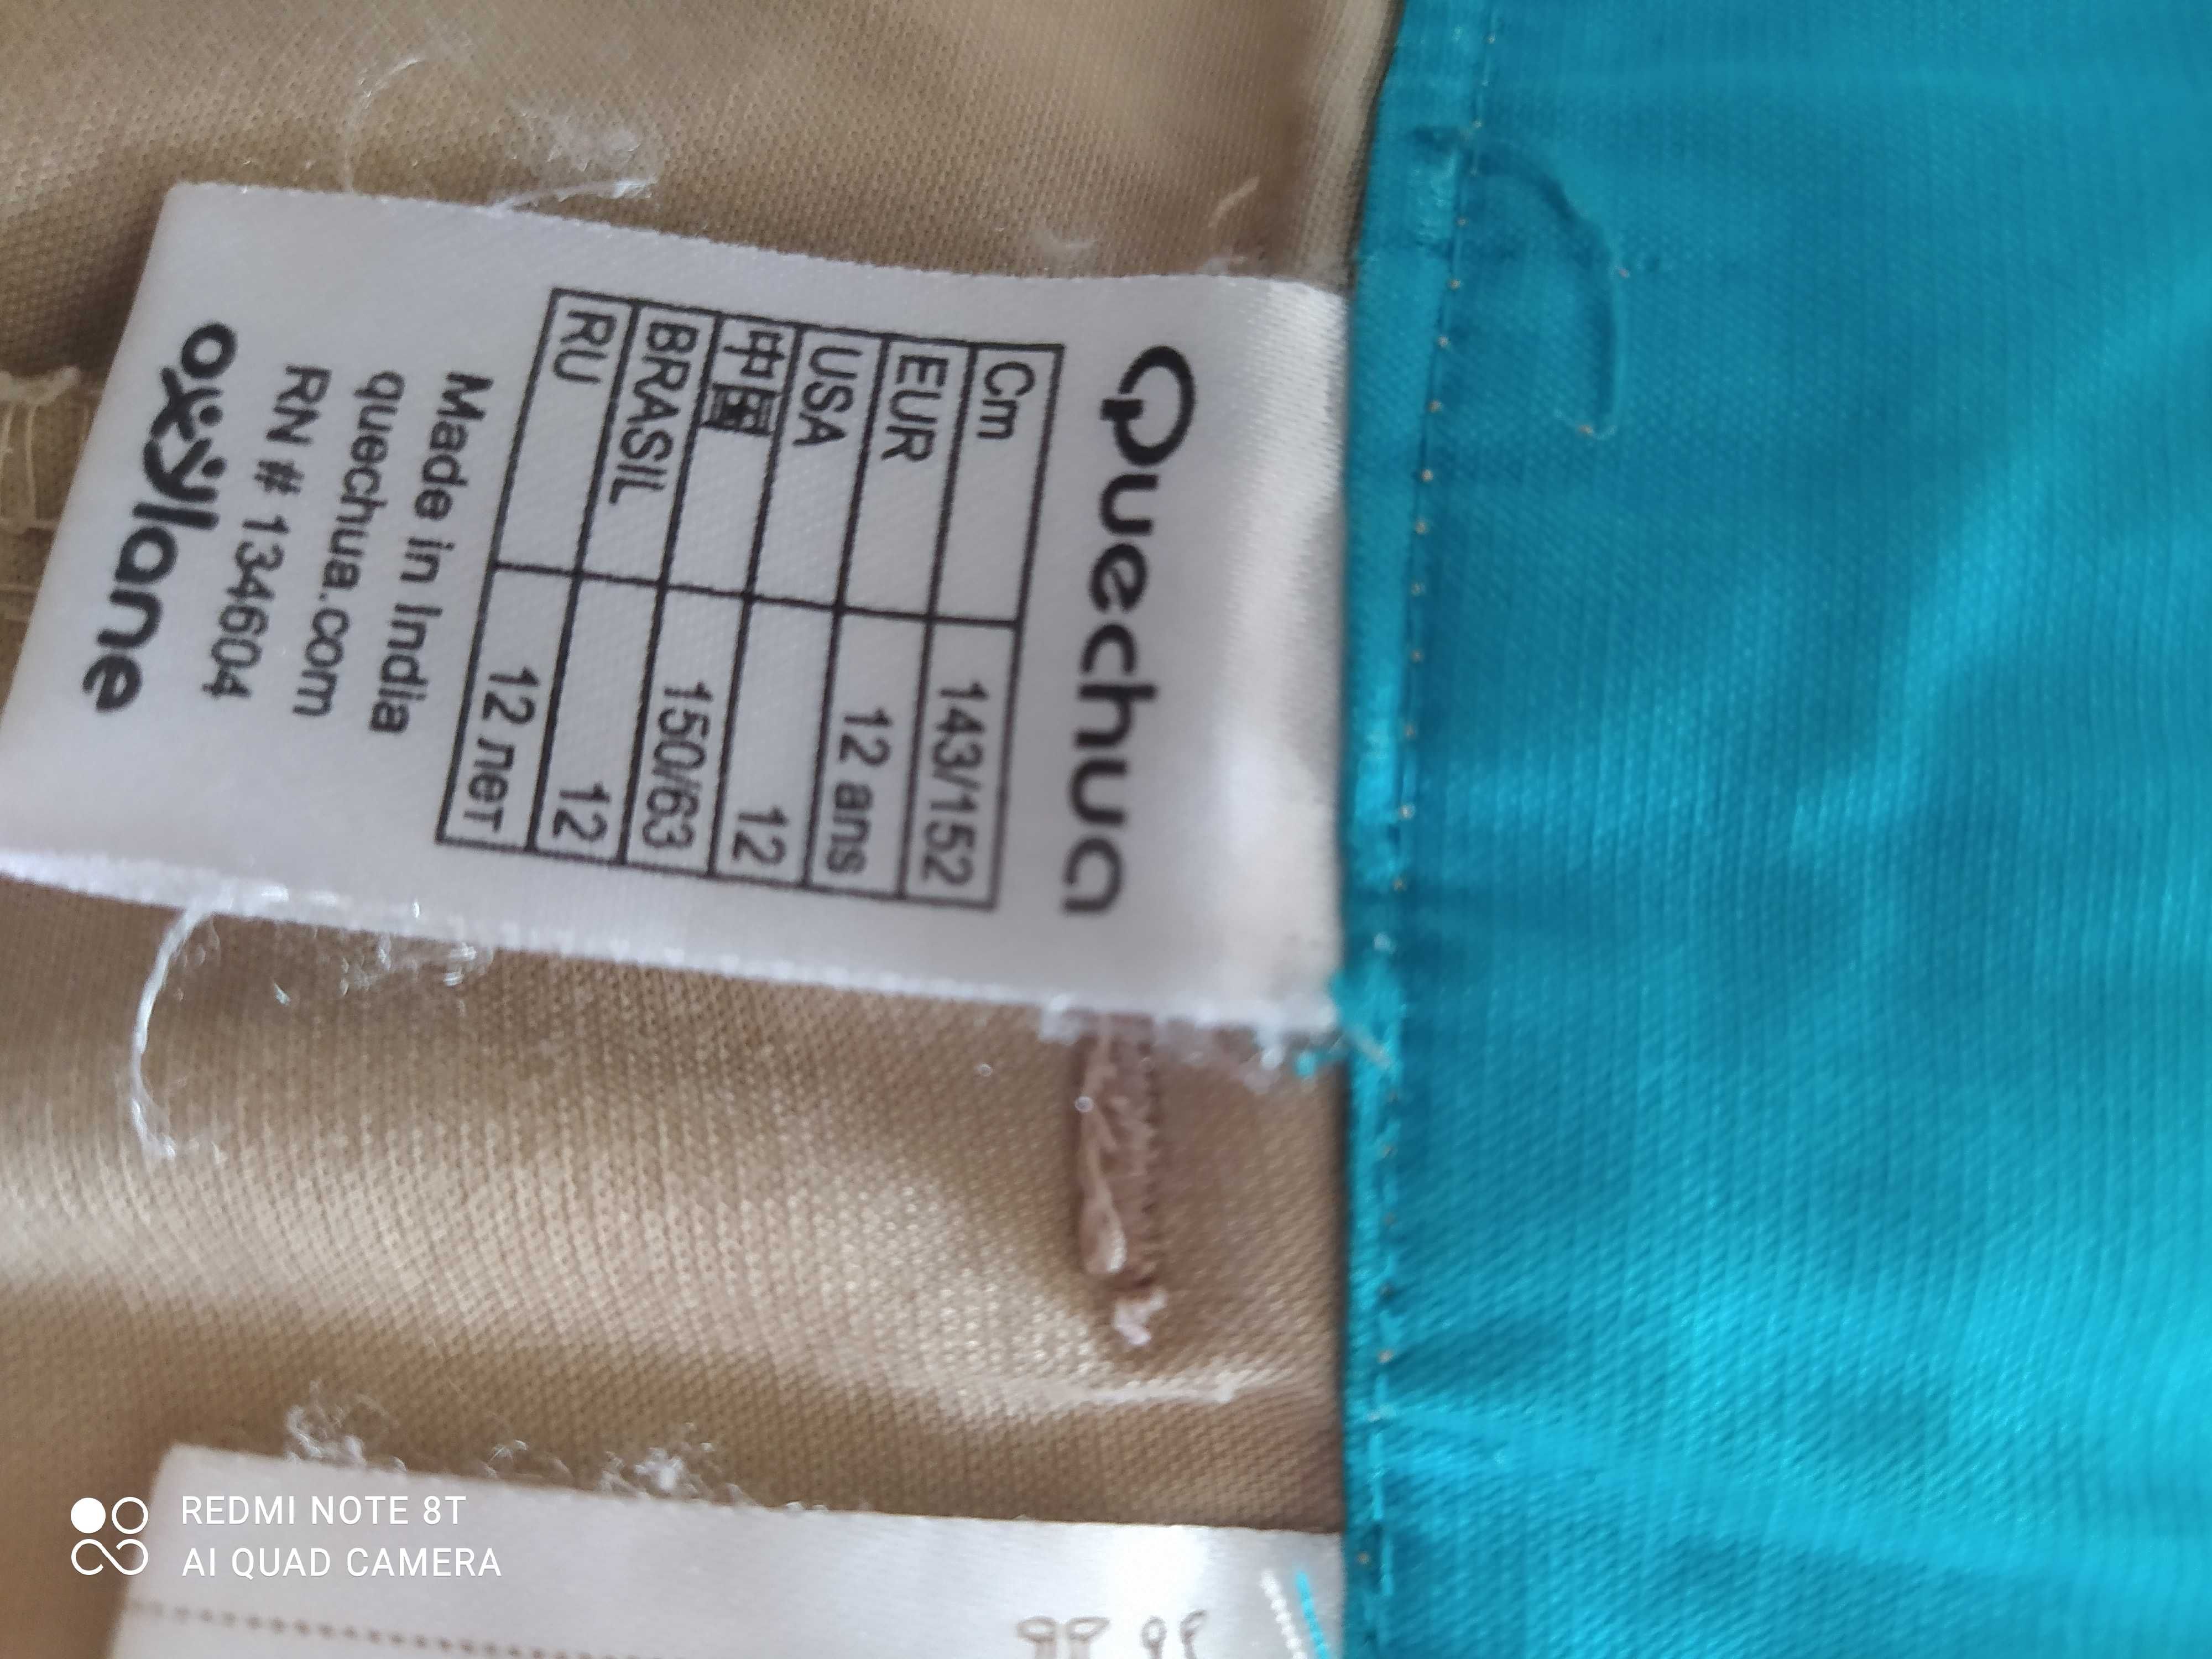 Quechua
Cm 143/152
EUR 12 ans
USA 12
中国 150/63
BRASIL 12
RU 12 лет
Made in India
quechua.com
RN # 134604
oxylane
REDMI NOTE 8T
AI QUAD CAMERA